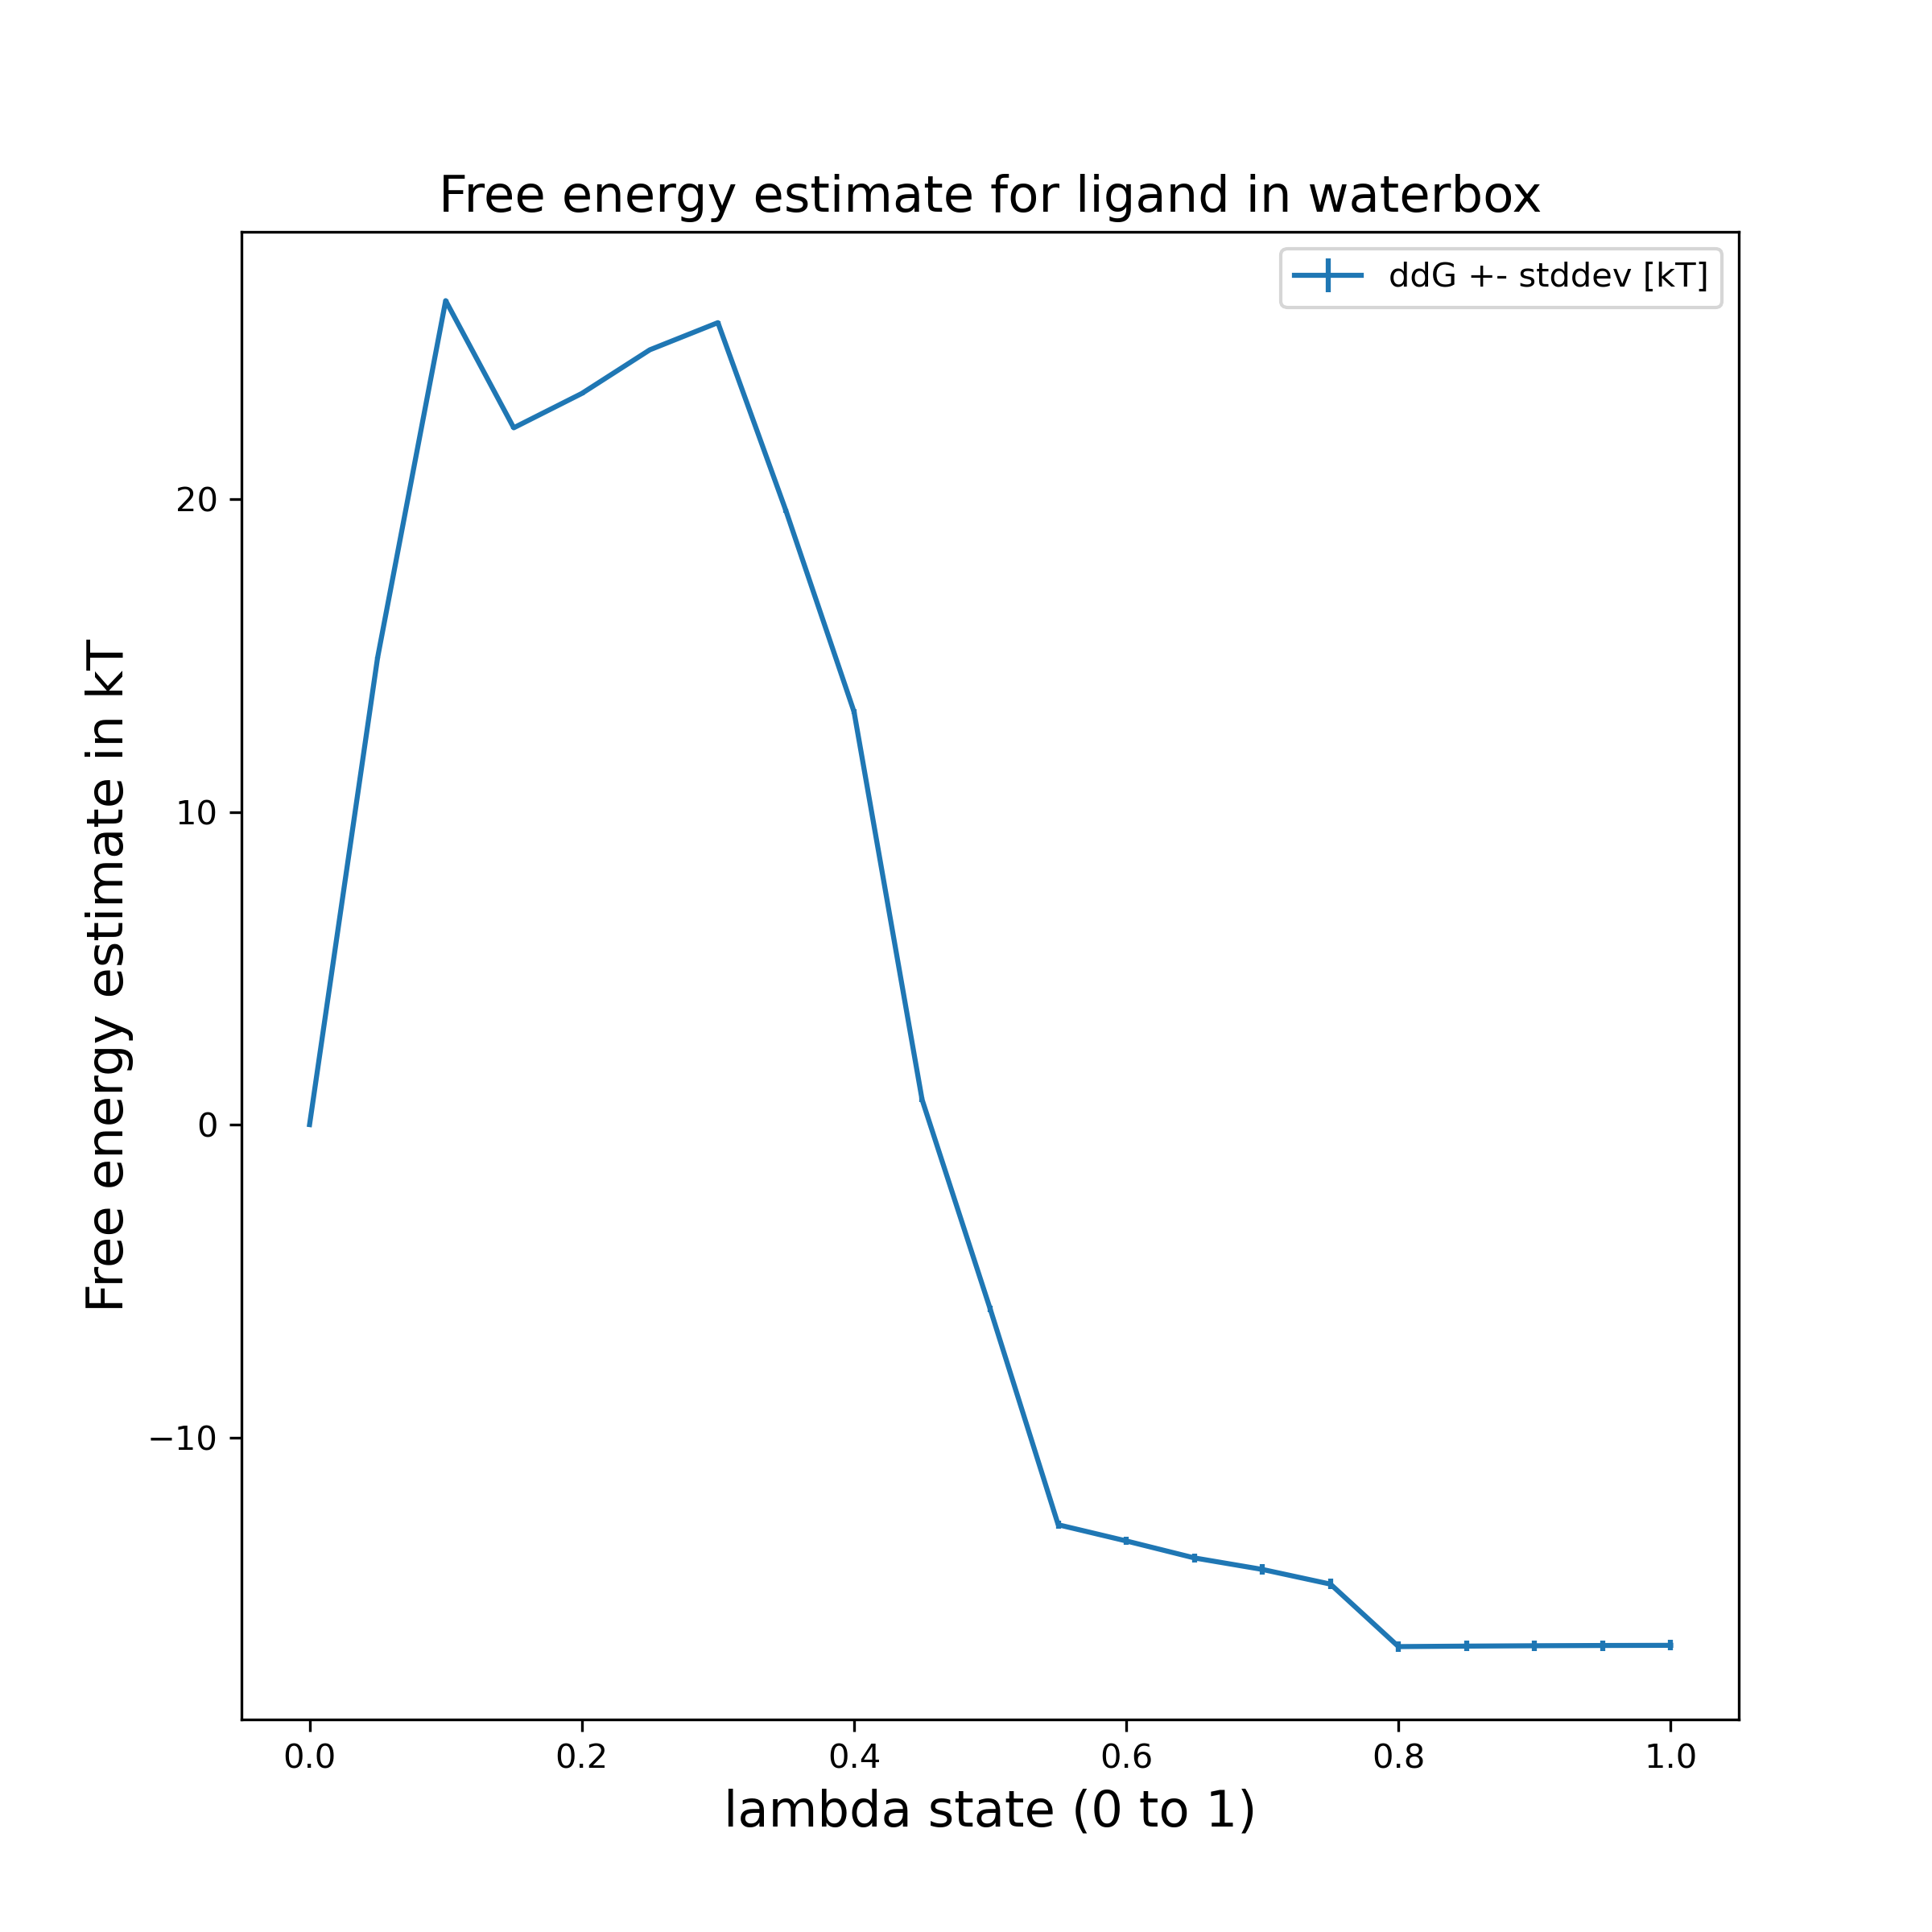 Free energy estimate for ligand in waterbox
ddG +- stddev [kT]
Free energy estimate in kT
20
10
0
−10
0.0 0.2 0.4 0.6 0.8 1.0
lambda state (0 to 1)